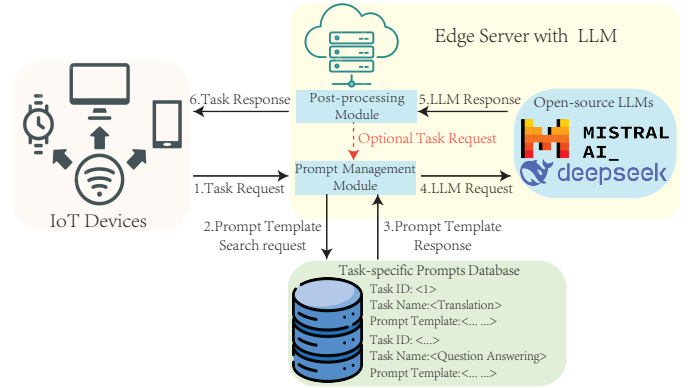 Edge Server with LLM
6.Task Response
Post-processing
Module
5.LLM Response
Open-source LLMs
MISTRAL
AI_
deepseek
Optional Task Request
IoT Devices
1.Task Request
Prompt Management
Module
4.LLM Request
2.Prompt Template
Search request
3.Prompt Template
Response
Task-specific Prompts Database
Task ID: <1>
Task Name:<Translation>
Prompt Template:<... ...>
Task ID: <...>
Task Name:<Question Answering>
Prompt Template:<... ...>